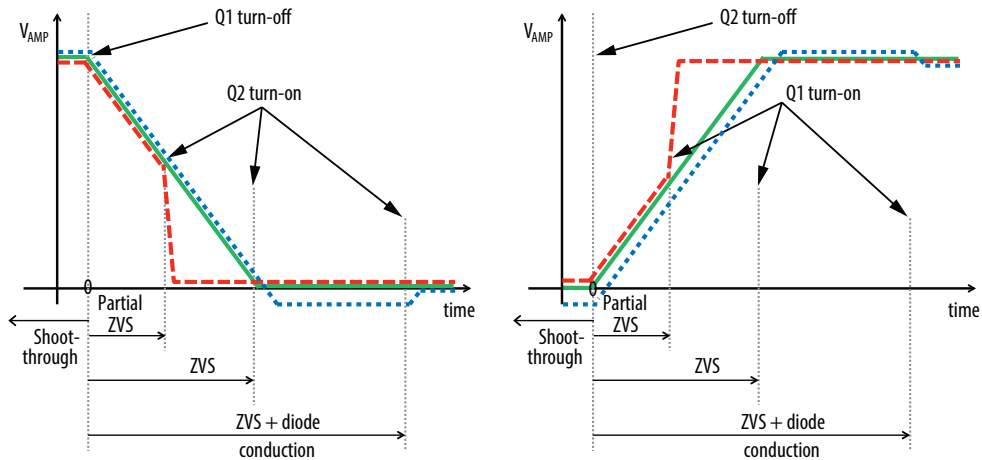 Q1 turn-off
V_AMP
Q2 turn-on
0
time
Partial
ZVS
Shoot-
through
ZVS
ZVS + diode
conduction
Q2 turn-off
V_AMP
Q1 turn-on
0
time
Partial
ZVS
Shoot-
through
ZVS
ZVS + diode
conduction